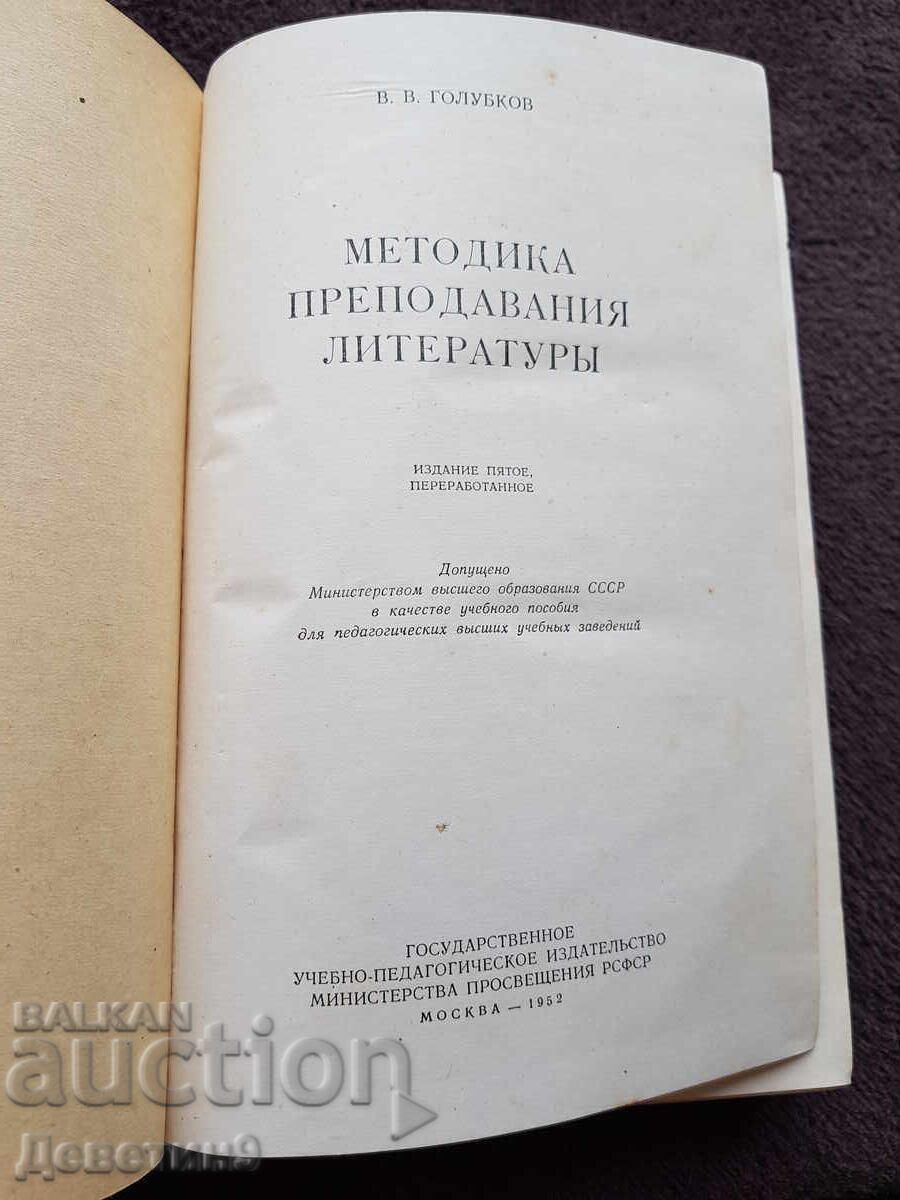 В. В. ГОЛУБКОВ
МЕТОДИКА
ПРЕПОДАВАНИЯ
ЛИТЕРАТУРЫ
ИЗДАНИЕ ПЯТОЕ,
ПЕРЕРАБОТАННОЕ
Допущено
Министерством высшего образования СССР
в качестве учебного пособия
для педагогических высших учебных заведений
ГОСУДАРСТВЕННОЕ
УЧЕБНО-ПЕДАГОГИЧЕСКОЕ ИЗДАТЕЛЬСТВО
МИНИСТЕРСТВА ПРОСВЕЩЕНИЯ РСФСР
МОСКВА — 1952
BALKAN
auction
Деветин9